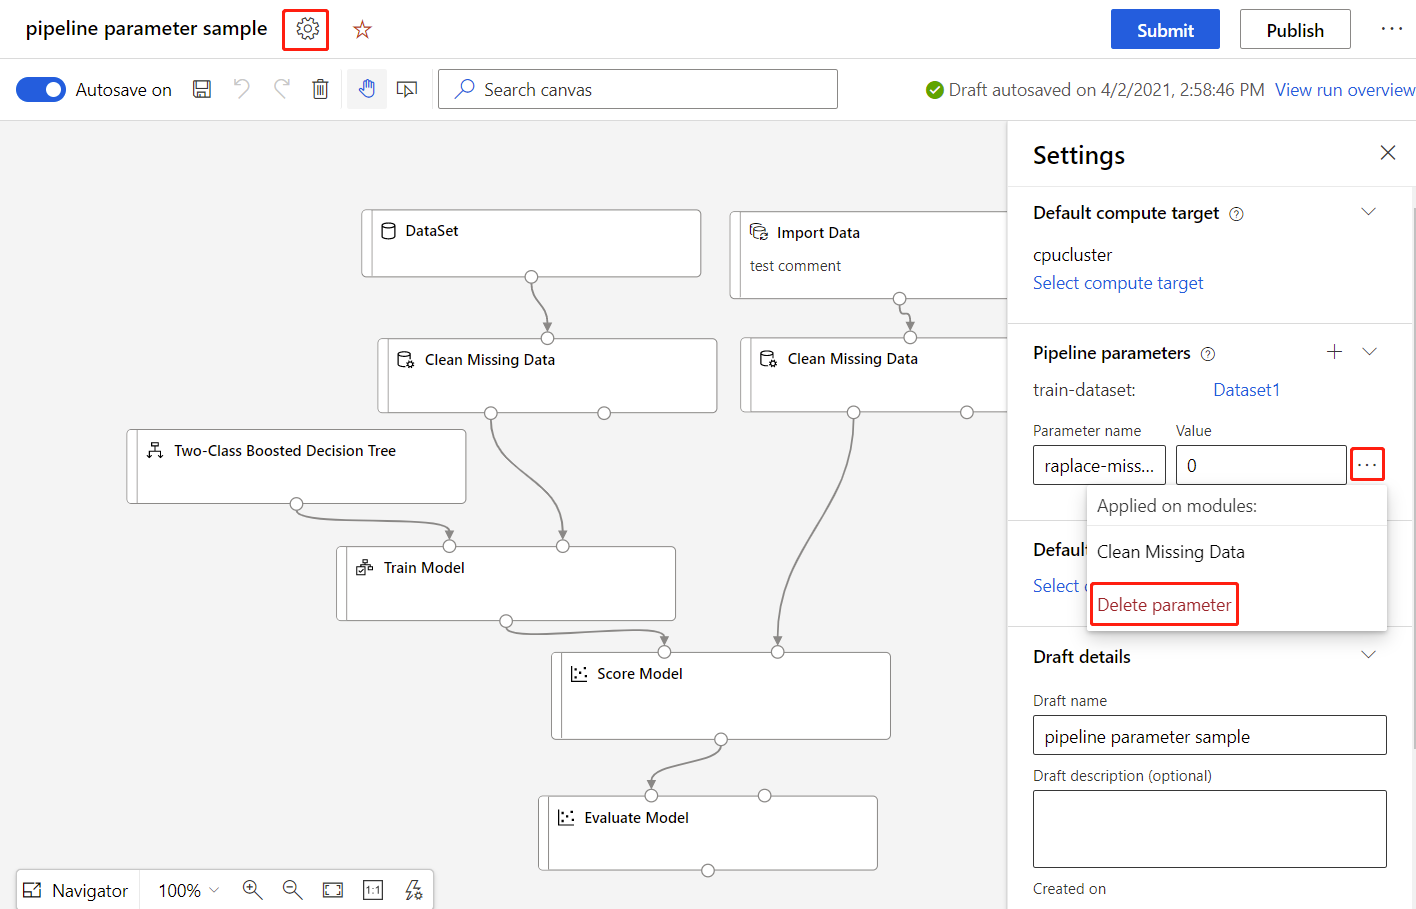 pipeline parameter sample
Submit
Publish
Autosave on
Search canvas
Draft autosaved on 4/2/2021, 2:58:46 PM
View run overview
DataSet
Import Data
test comment
Clean Missing Data
Clean Missing Data
Two-Class Boosted Decision Tree
Train Model
Score Model
Evaluate Model
Navigator
100%
1:1
Settings
Default compute target
cpucluster
Select compute target
Pipeline parameters
train-dataset: Dataset1
Parameter name Value
raplace-miss... 0
Applied on modules:
Clean Missing Data
Delete parameter
Defaul
Select
Draft details
Draft name
pipeline parameter sample
Draft description (optional)
Created on